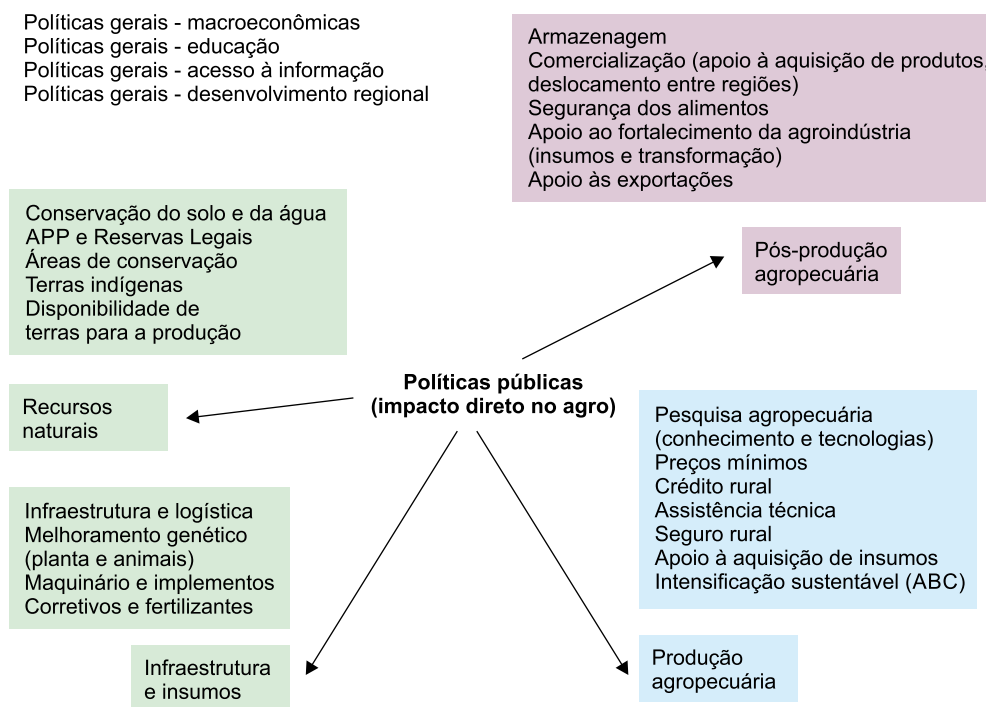 Políticas gerais - macroeconômicas
Políticas gerais - educação
Políticas gerais - acesso à informação
Políticas gerais - desenvolvimento regional
Armazenagem
Comercialização (apoio à aquisição de produtos,
deslocamento entre regiões)
Segurança dos alimentos
Apoio ao fortalecimento da agroindústria
(insumos e transformação)
Apoio às exportações
Pós-produção
agropecuária
Conservação do solo e da água
APP e Reservas Legais
Áreas de conservação
Terras indígenas
Disponibilidade de
terras para a produção
Recursos
naturais
Políticas públicas
(impacto direto no agro)
Infraestrutura e logística
Melhoramento genético
(planta e animais)
Maquinário e implementos
Corretivos e fertilizantes
Infraestrutura
e insumos
Pesquisa agropecuária
(conhecimento e tecnologias)
Preços mínimos
Crédito rural
Assistência técnica
Seguro rural
Apoio à aquisição de insumos
Intensificação sustentável (ABC)
Produção
agropecuária